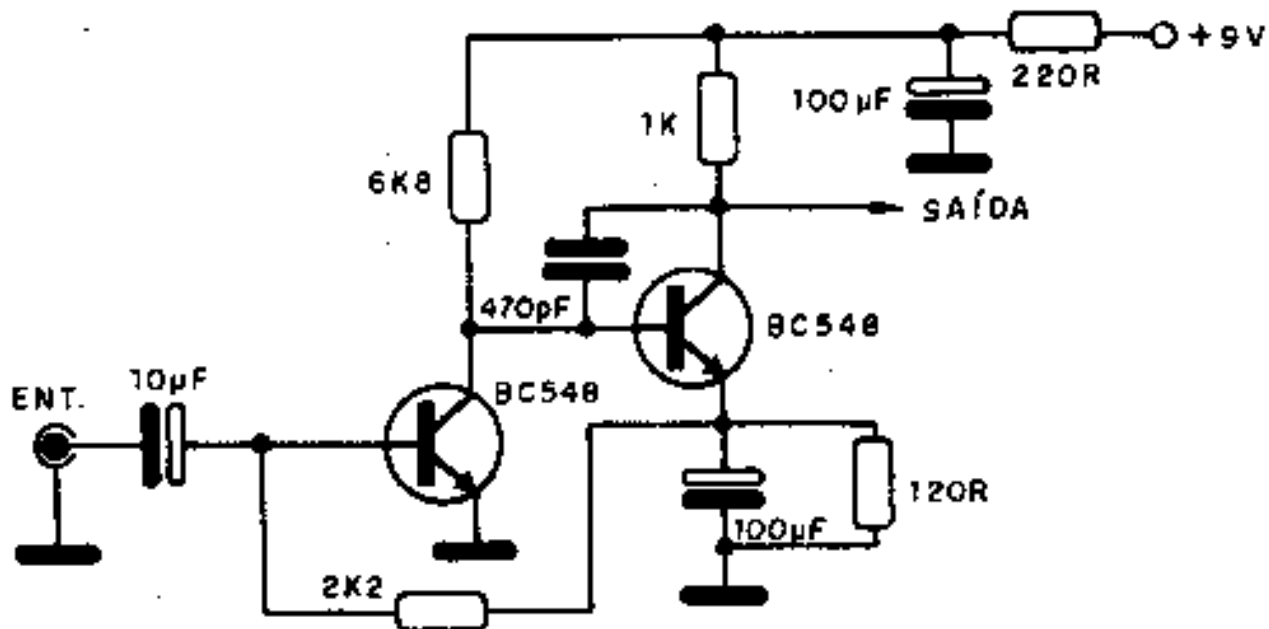 +9V
220R
100µF
1K
6K8
SAÍDA
470pF
BC548
10µF
BC548
ENT.
120R
100µF
2K2